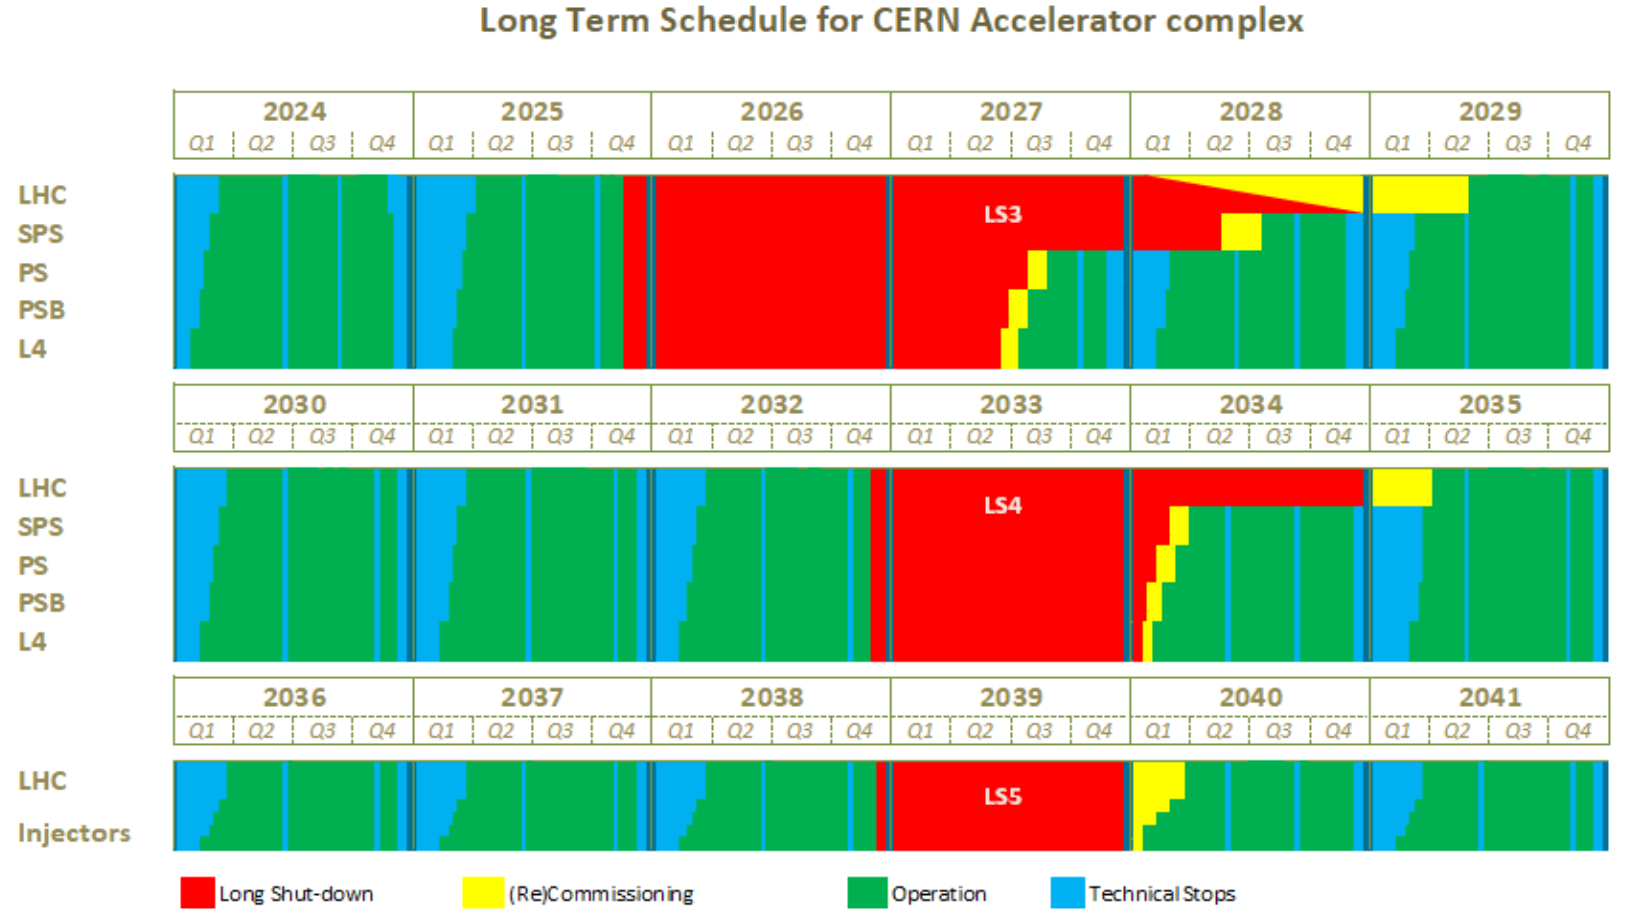 Long Term Schedule for CERN Accelerator complex
2024 2025 2026 2027 2028 2029
Q1 Q2 Q3 Q4 Q1 Q2 Q3 Q4 Q1 Q2 Q3 Q4 Q1 Q2 Q3 Q4 Q1 Q2 Q3 Q4 Q1 Q2 Q3 Q4
LHC
LS3
SPS
PS
PSB
L4
2030 2031 2032 2033 2034 2035
Q1 Q2 Q3 Q4 Q1 Q2 Q3 Q4 Q1 Q2 Q3 Q4 Q1 Q2 Q3 Q4 Q1 Q2 Q3 Q4 Q1 Q2 Q3 Q4
LHC
LS4
SPS
PS
PSB
L4
2036 2037 2038 2039 2040 2041
Q1 Q2 Q3 Q4 Q1 Q2 Q3 Q4 Q1 Q2 Q3 Q4 Q1 Q2 Q3 Q4 Q1 Q2 Q3 Q4 Q1 Q2 Q3 Q4
LHC
LS5
Injectors
Long Shut-down (Re)Commissioning Operation Technical Stops